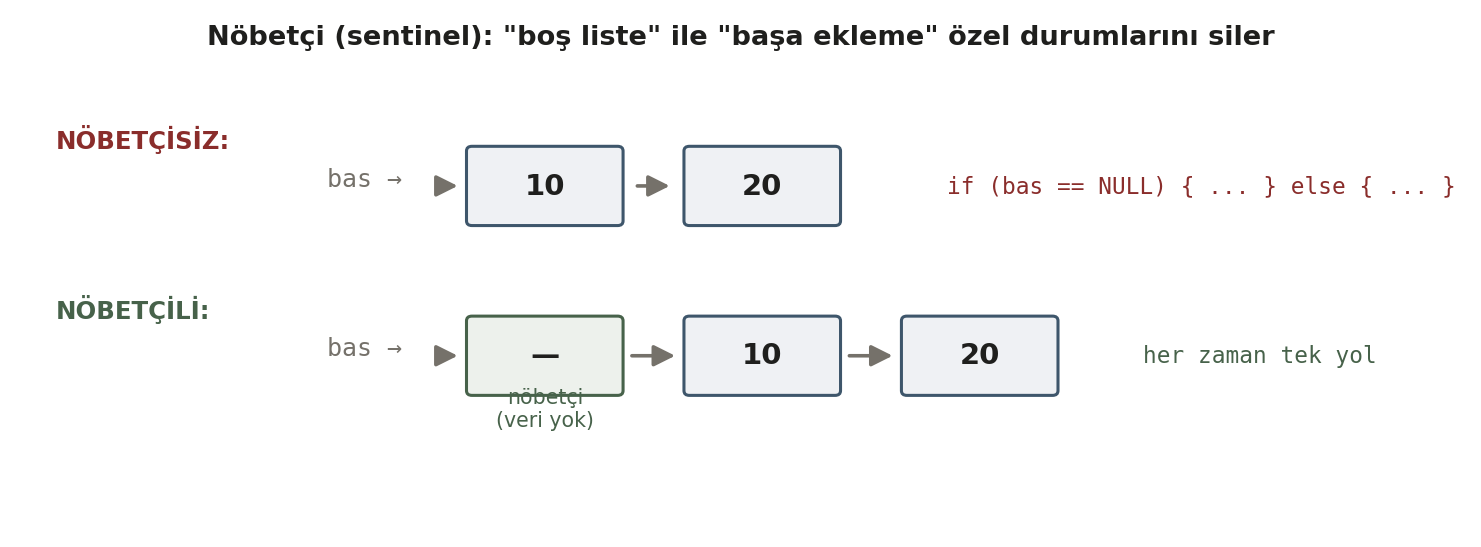 Nöbetçi (sentinel): "boş liste" ile "başa ekleme" özel durumlarını siler
NÖBETÇİSİZ:
bas →
10
20
if (bas == NULL) { ... } else { ... }
NÖBETÇİLİ:
bas →
—
10
20
her zaman tek yol
nöbetçi
(veri yok)